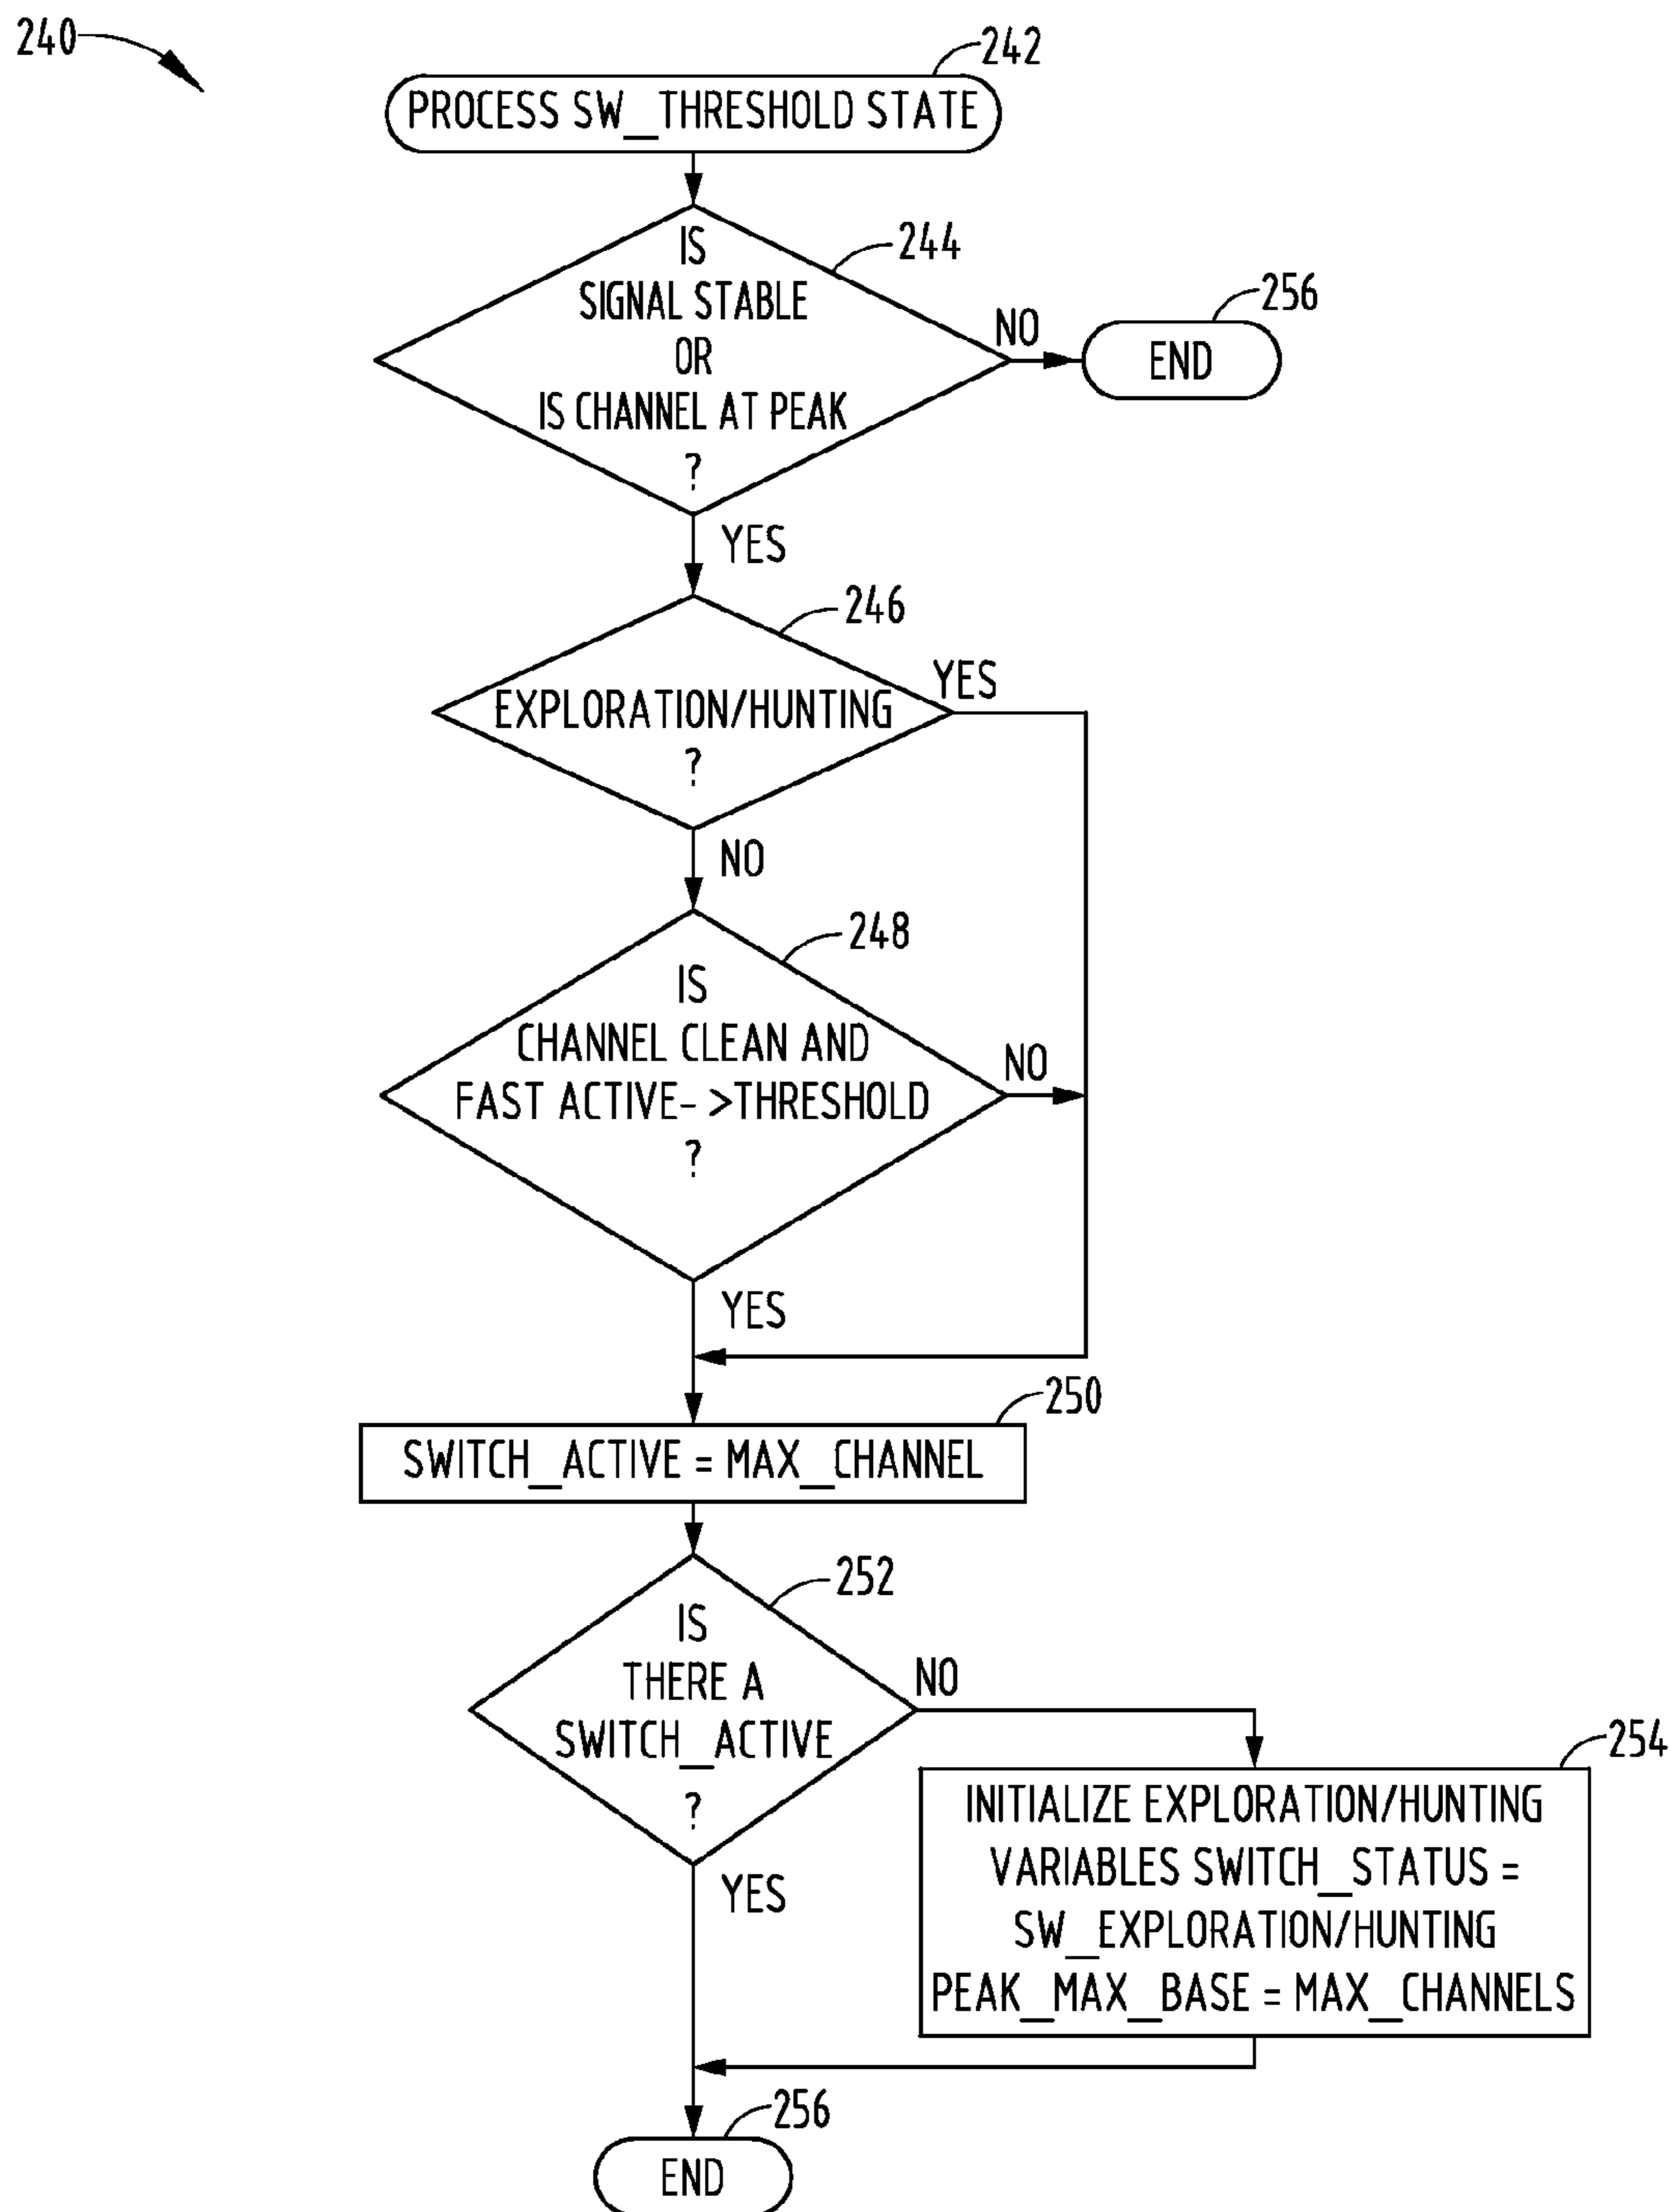 240
242
PROCESS SW_THRESHOLD STATE
244
IS
SIGNAL STABLE
OR
IS CHANNEL AT PEAK
?
NO
256
END
YES
246
EXPLORATION/HUNTING
?
YES
NO
248
IS
CHANNEL CLEAN AND
FAST ACTIVE- >THRESHOLD
?
NO
YES
250
SWITCH_ACTIVE = MAX_CHANNEL
252
IS
THERE A
SWITCH_ACTIVE
?
NO
YES
254
INITIALIZE EXPLORATION/HUNTING
VARIABLES SWITCH_STATUS =
SW_EXPLORATION/HUNTING
PEAK_MAX_BASE = MAX_CHANNELS
256
END